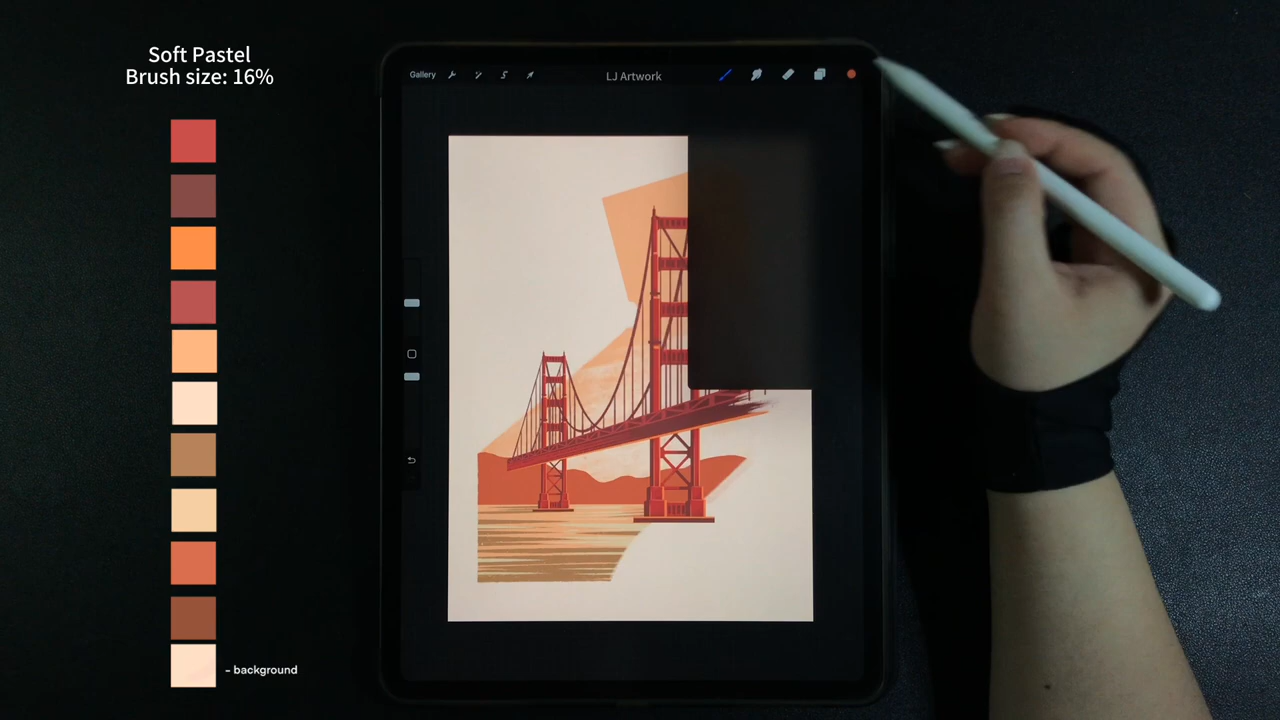 Soft Pastel
Brush size: 16%
Gallery
LJ Artwork
- background